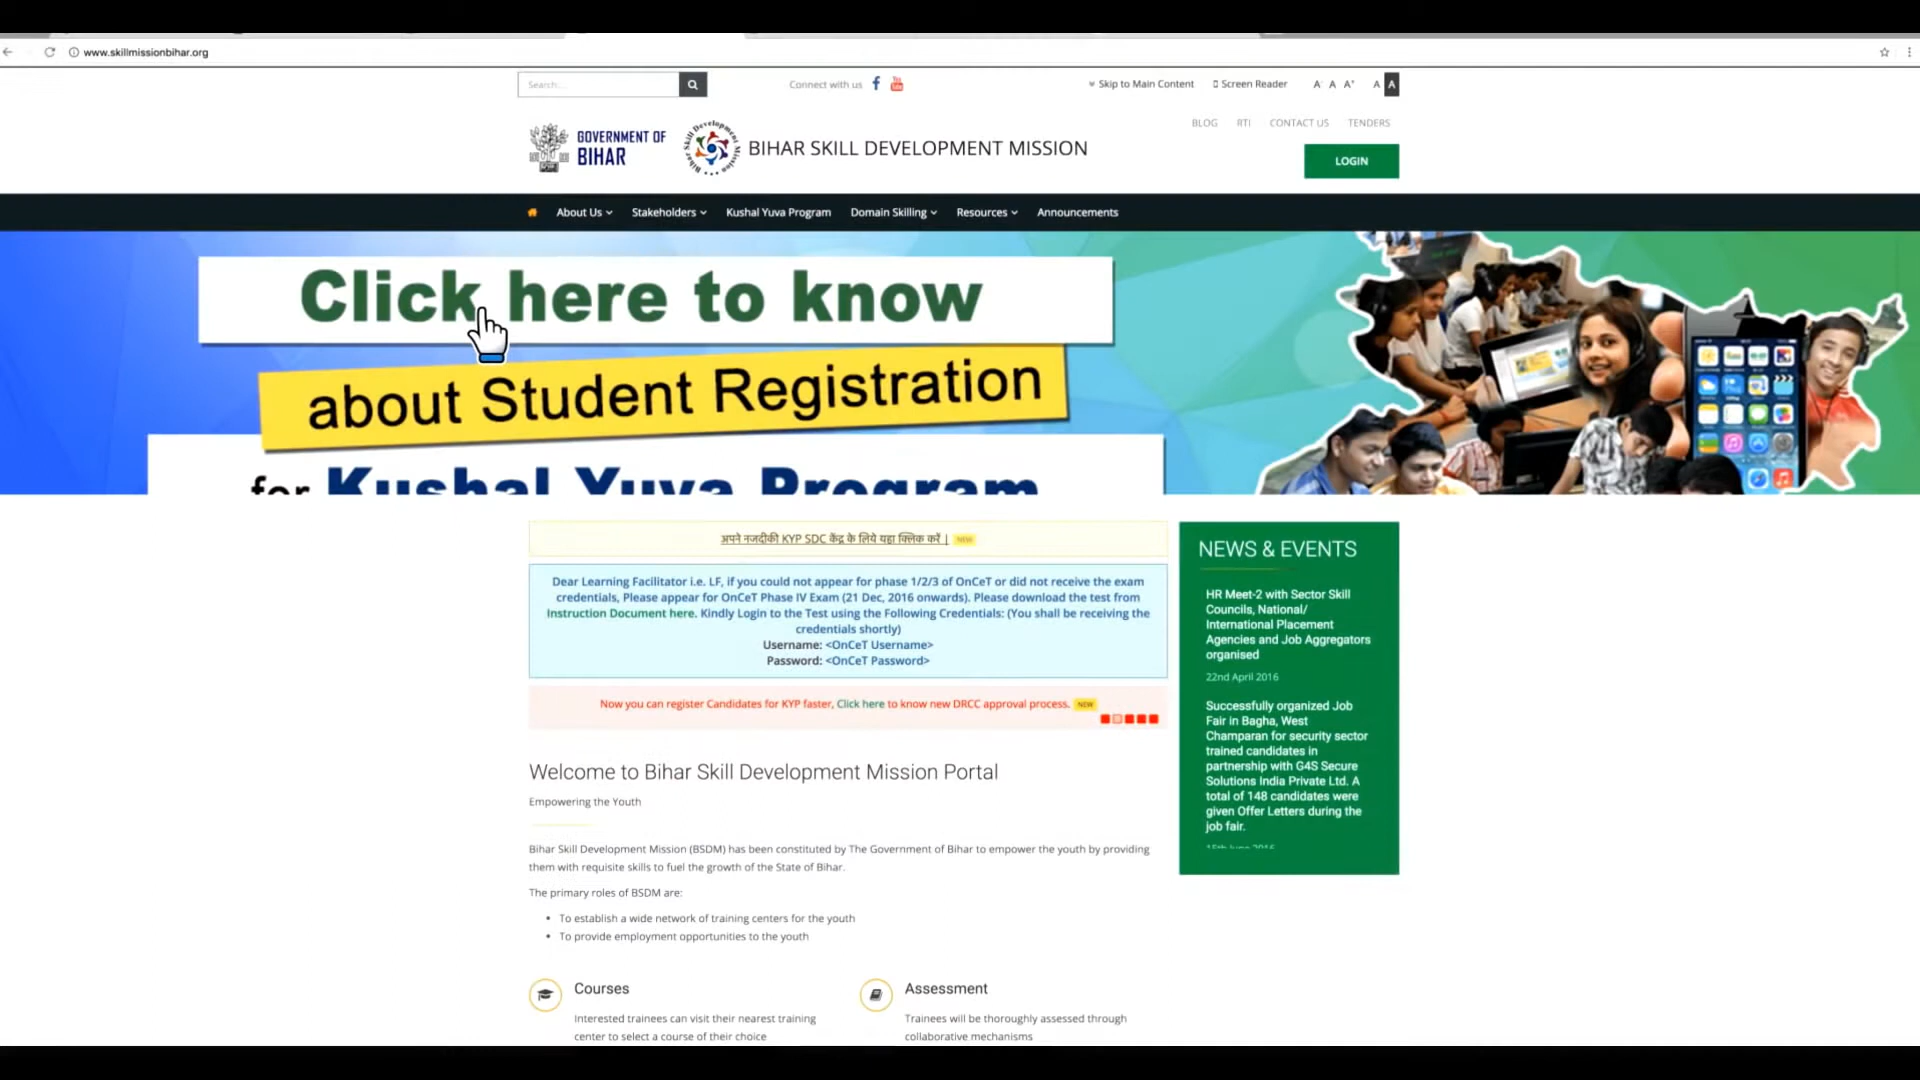 www.skillmissionbihar.org
Search...
Connect with us
Skip to Main Content
Screen Reader
A- A A+ A A
BLOG RTI CONTACT US TENDERS
GOVERNMENT OF
BIHAR
Bihar Skill Development Mission
BIHAR SKILL DEVELOPMENT MISSION
LOGIN
About Us Stakeholders Kushal Yuva Program Domain Skilling Resources Announcements
Click here to know
about Student Registration
for Kushal Yuva Program
अपने नजदीकी KYP SDC केंद्र के लिये यहा क्लिक करें | NEW
Dear Learning Facilitator i.e. LF, if you could not appear for phase 1/2/3 of OnCeT or did not receive the exam
credentials, Please appear for OnCeT Phase IV Exam (21 Dec, 2016 onwards). Please download the test from
Instruction Document here. Kindly Login to the Test using the Following Credentials: (You shall be receiving the
credentials shortly)
Username: <OnCeT Username>
Password: <OnCeT Password>
Now you can register Candidates for KYP faster, Click here to know new DRCC approval process. NEW
NEWS & EVENTS
HR Meet-2 with Sector Skill
Councils, National/
International Placement
Agencies and Job Aggregators
organised
22nd April 2016
Successfully organized Job
Fair in Bagha, West
Champaran for security sector
trained candidates in
partnership with G4S Secure
Solutions India Private Ltd. A
total of 148 candidates were
given Offer Letters during the
job fair.
15th June 2016
Welcome to Bihar Skill Development Mission Portal
Empowering the Youth
Bihar Skill Development Mission (BSDM) has been constituted by The Government of Bihar to empower the youth by providing
them with requisite skills to fuel the growth of the State of Bihar.
The primary roles of BSDM are:
• To establish a wide network of training centers for the youth
• To provide employment opportunities to the youth
Courses
Interested trainees can visit their nearest training
center to select a course of their choice
Assessment
Trainees will be thoroughly assessed through
collaborative mechanisms